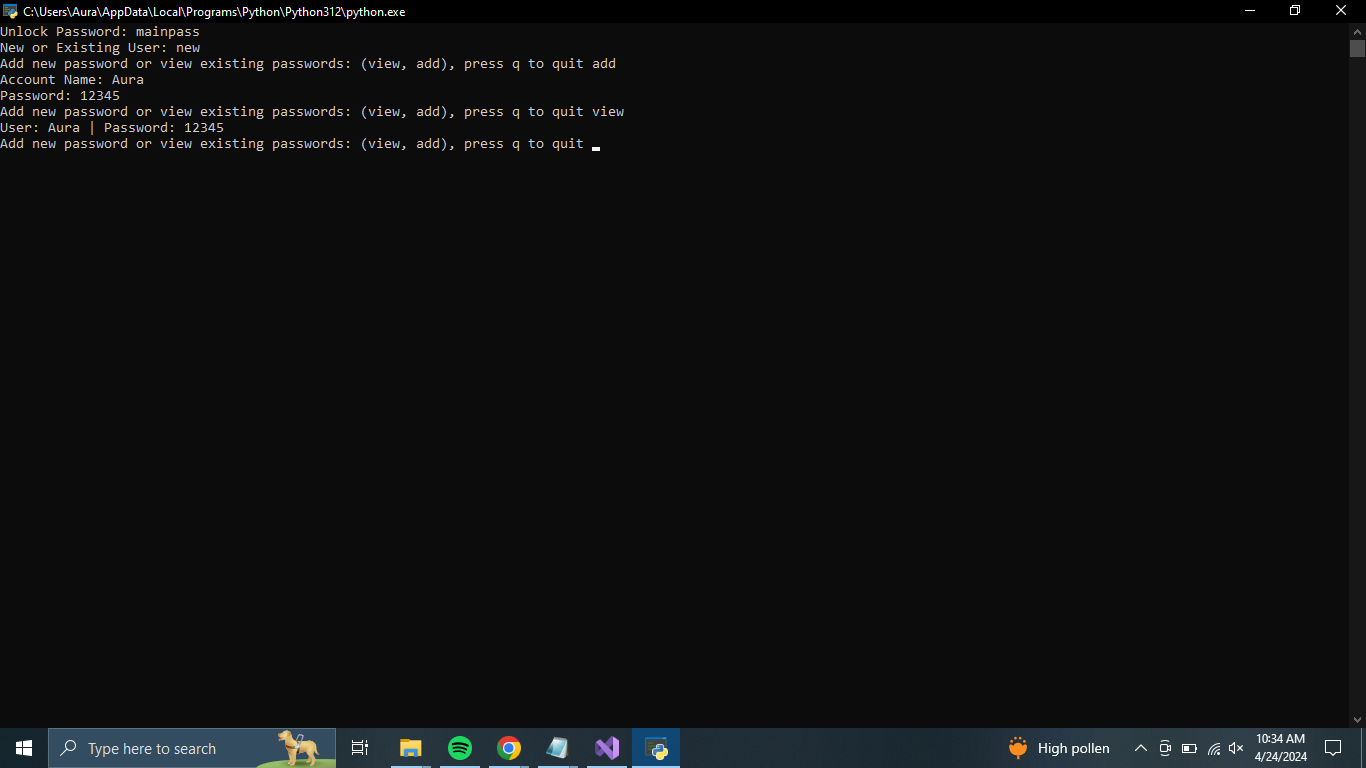 C:\Users\Aura\AppData\Local\Programs\Python\Python312\python.exe
Unlock Password: mainpass
New or Existing User: new
Add new password or view existing passwords: (view, add), press q to quit add
Account Name: Aura
Password: 12345
Add new password or view existing passwords: (view, add), press q to quit view
User: Aura | Password: 12345
Add new password or view existing passwords: (view, add), press q to quit
Type here to search
High pollen
10:34 AM
4/24/2024